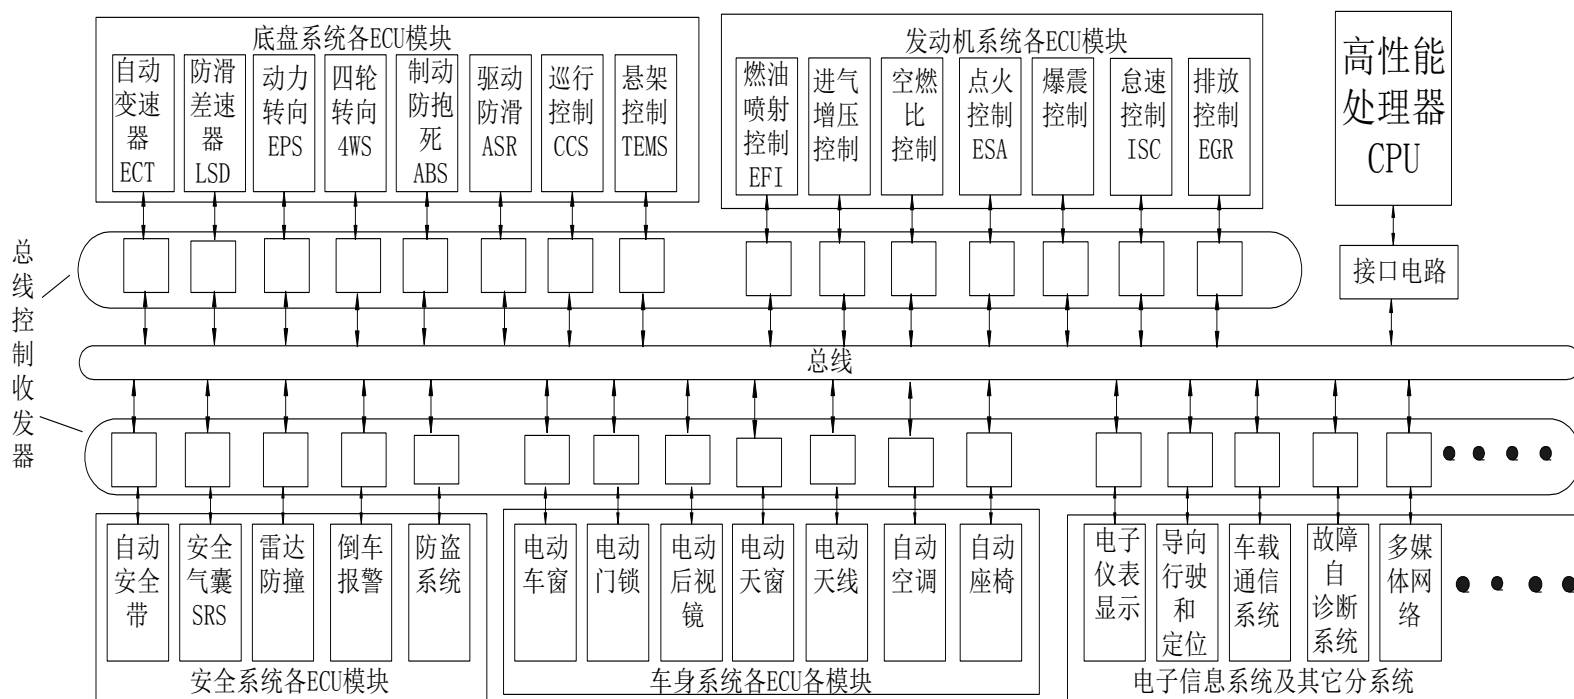 底盘系统各ECU模块
自动
变速
器
ECT
防滑
差速
器
LSD
动力
转向
EPS
四轮
转向
4WS
制动
防抱
死
ABS
驱动
防滑
ASR
巡行
控制
CCS
悬架
控制
TEMS
发动机系统各ECU模块
燃油
喷射
控制
EFI
进气
增压
控制
空燃
比
控制
点火
控制
ESA
爆震
控制
怠速
控制
ISC
排放
控制
EGR
高性能
处理器
CPU
接口电路
总
线
控
制
收
发
器
总线
自动
安全
带
安全
气囊
SRS
雷达
防撞
倒车
报警
防盗
系统
安全系统各ECU模块
电动
车窗
电动
门锁
电动
后视
镜
电动
天窗
电动
天线
自动
空调
自动
座椅
车身系统各ECU各模块
电子
仪表
显示
导向
行驶
和
定位
车载
通信
系统
故障
自
诊断
系统
多媒
体网
络
电子信息系统及其它分系统